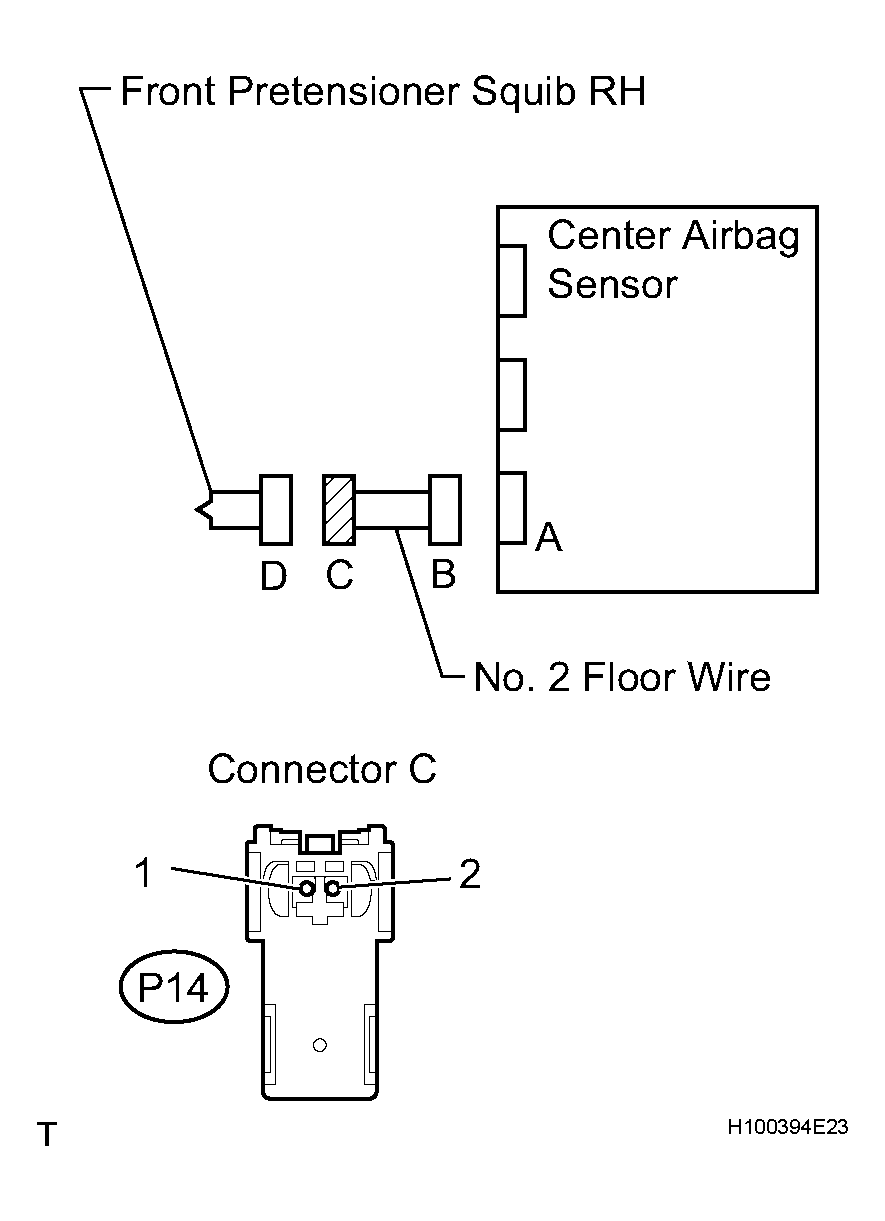 Front Pretensioner Squib RH
Center Airbag
Sensor
A
D
C
B
No. 2 Floor Wire
Connector C
1
2
P14
T
H100394E23